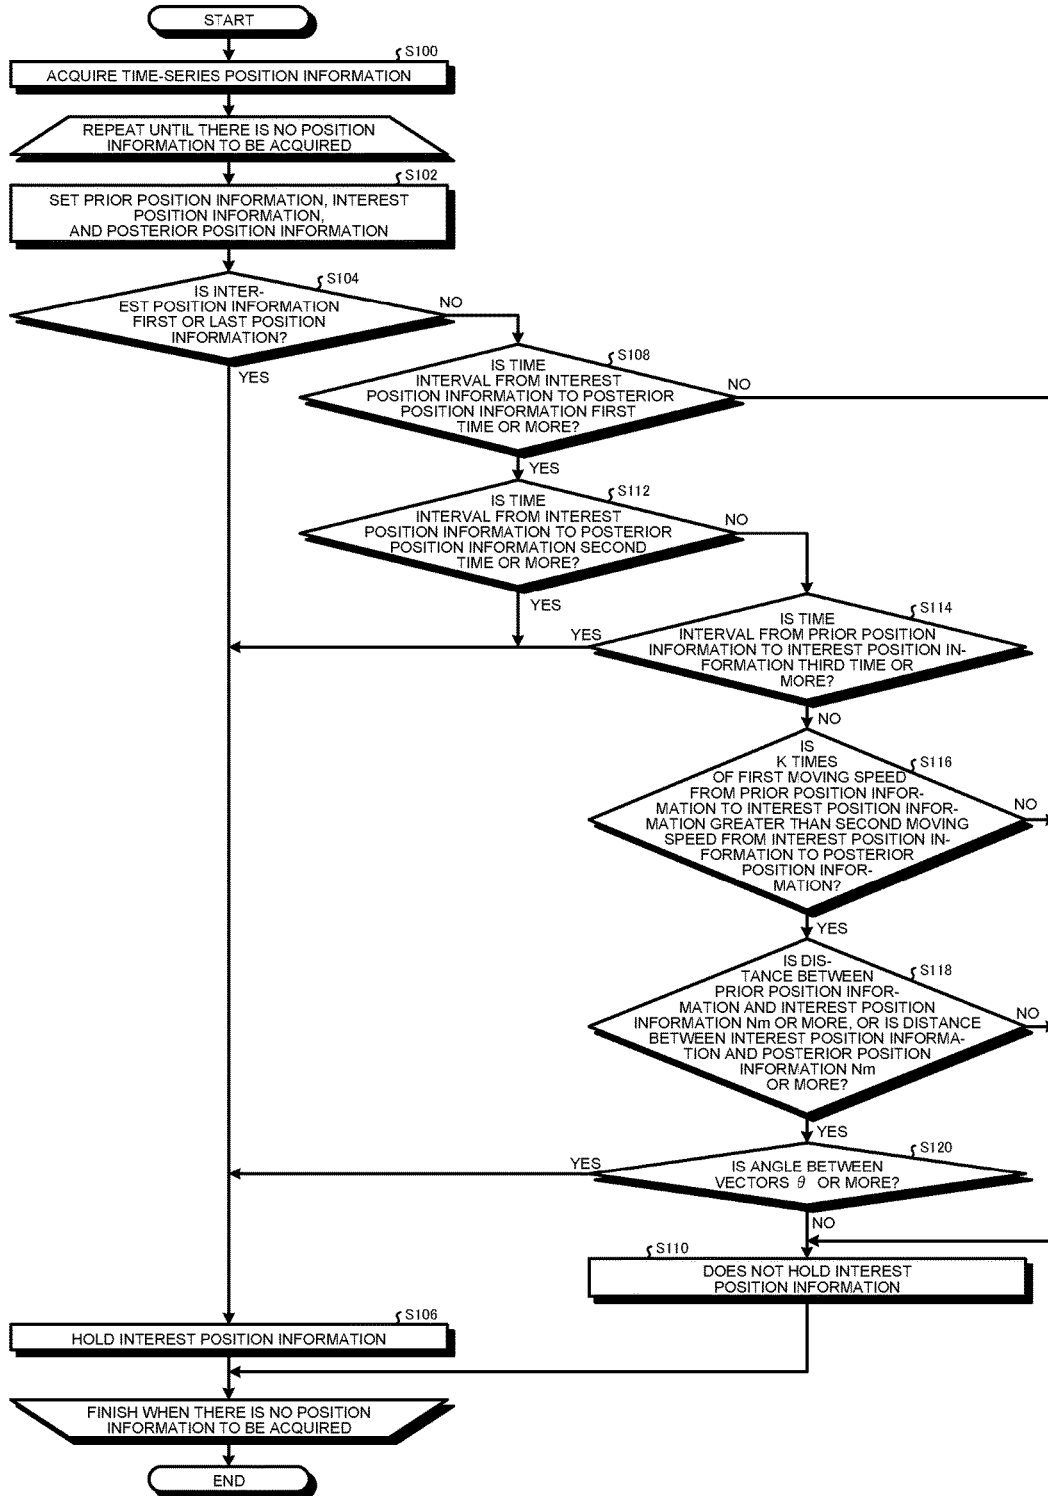 START
S100
ACQUIRE TIME-SERIES POSITION INFORMATION
REPEAT UNTIL THERE IS NO POSITION
INFORMATION TO BE ACQUIRED
S102
SET PRIOR POSITION INFORMATION, INTEREST
POSITION INFORMATION,
AND POSTERIOR POSITION INFORMATION
S104
IS INTER-
EST POSITION INFORMATION
FIRST OR LAST POSITION
INFORMATION?
NO
YES
S108
IS TIME
INTERVAL FROM INTEREST
POSITION INFORMATION TO POSTERIOR
POSITION INFORMATION FIRST
TIME OR MORE?
NO
YES
S112
IS TIME
INTERVAL FROM INTEREST
POSITION INFORMATION TO POSTERIOR
POSITION INFORMATION SECOND
TIME OR MORE?
NO
YES
S114
IS TIME
INTERVAL FROM PRIOR POSITION
INFORMATION TO INTEREST POSITION IN-
FORMATION THIRD TIME OR
MORE?
YES
NO
S116
IS
K TIMES
OF FIRST MOVING SPEED
FROM PRIOR POSITION INFOR-
MATION TO INTEREST POSITION INFOR-
MATION GREATER THAN SECOND MOVING
SPEED FROM INTEREST POSITION IN-
FORMATION TO POSTERIOR
POSITION INFOR-
MATION?
NO
YES
S118
IS DIS-
TANCE BETWEEN
PRIOR POSITION INFOR-
MATION AND INTEREST POSITION
INFORMATION Nm OR MORE, OR IS DISTANCE
BETWEEN INTEREST POSITION INFORMA-
TION AND POSTERIOR POSITION
INFORMATION Nm
OR MORE?
NO
YES
S120
IS ANGLE BETWEEN
VECTORS θ OR MORE?
YES
NO
S110
DOES NOT HOLD INTEREST
POSITION INFORMATION
S106
HOLD INTEREST POSITION INFORMATION
FINISH WHEN THERE IS NO POSITION
INFORMATION TO BE ACQUIRED
END